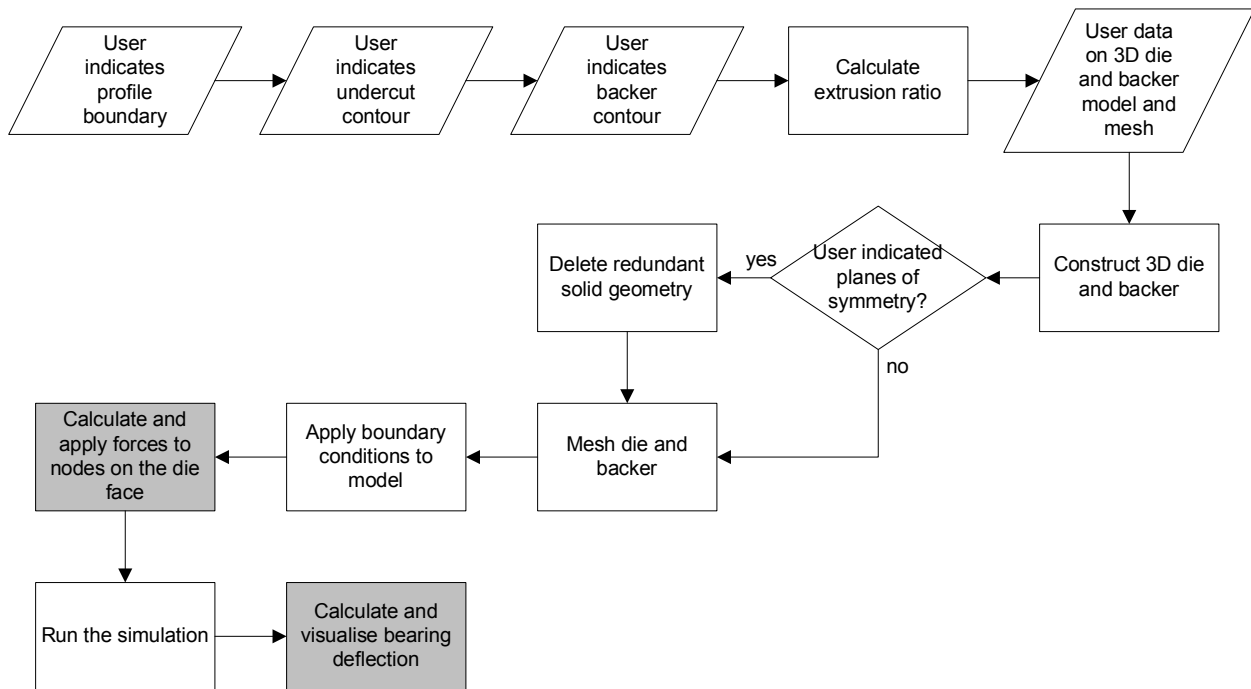 User
indicates
profile
boundary
User
indicates
undercut
contour
User
indicates
backer
contour
Calculate
extrusion ratio
User data
on 3D die
and backer
model and
mesh
Construct 3D die
and backer
User indicated
planes of
symmetry?
yes
no
Delete redundant
solid geometry
Mesh die and
backer
Apply boundary
conditions to
model
Calculate and
apply forces to
nodes on the die
face
Run the simulation
Calculate and
visualise bearing
deflection